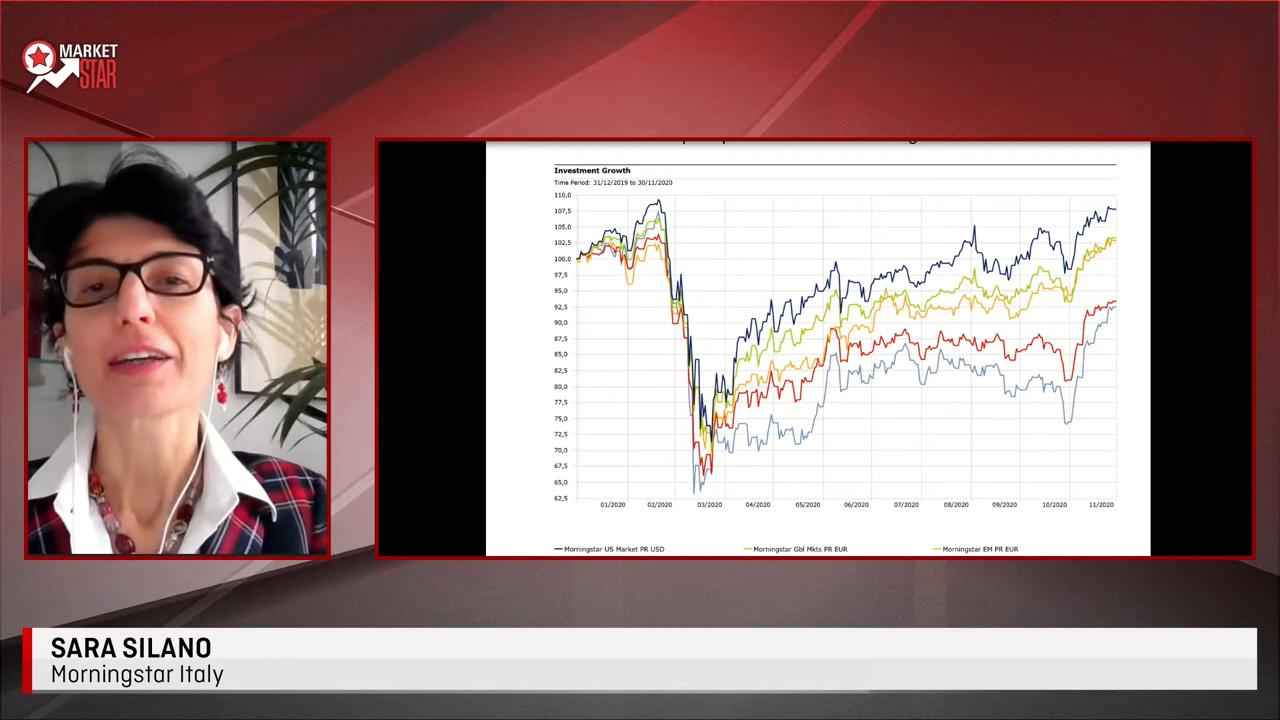 MARKET
STAR
Investment Growth
Time Period: 31/12/2019 to 30/11/2020
110,0
107,5
105,0
102,5
100,0
97,5
95,0
92,5
90,0
87,5
85,0
82,5
80,0
77,5
75,0
72,5
70,0
67,5
65,0
62,5
01/2020 02/2020 03/2020 04/2020 05/2020 06/2020 07/2020 08/2020 09/2020 10/2020 11/2020
Morningstar US Market PR USD Morningstar Gbl Mkts PR EUR Morningstar EM PR EUR
SARA SILANO
Morningstar Italy